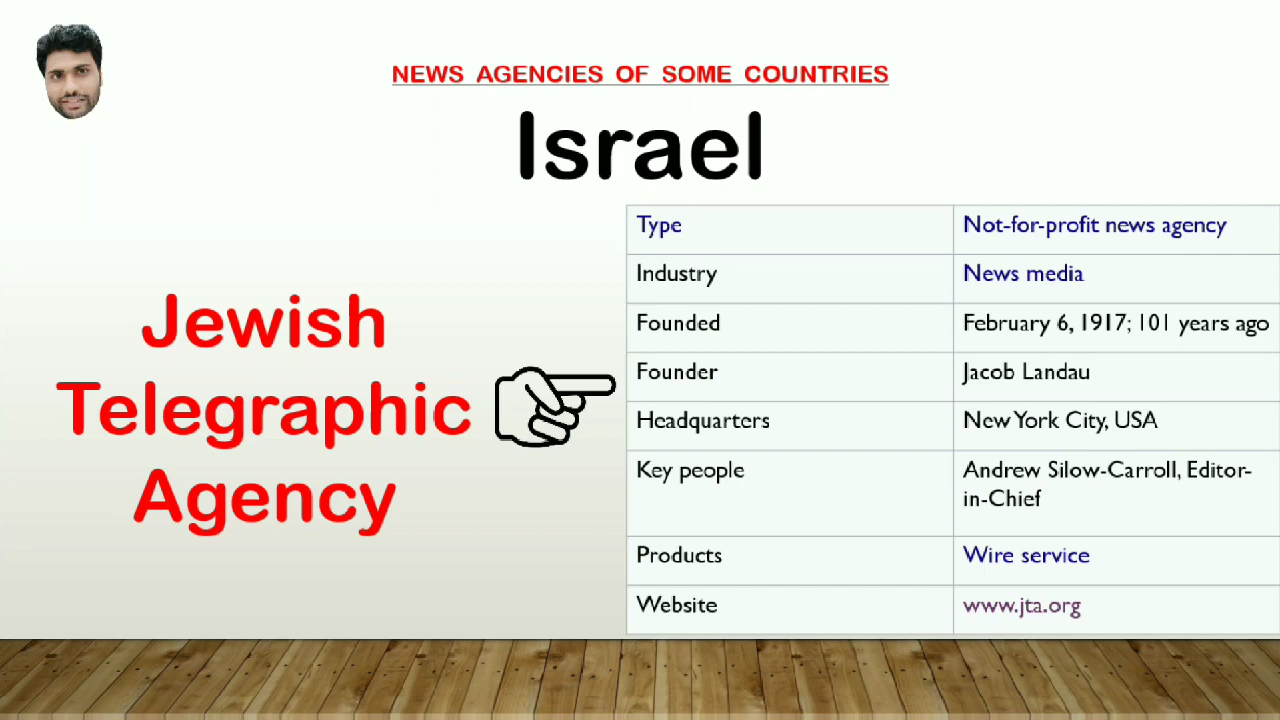 NEWS AGENCIES OF SOME COUNTRIES
Israel
Jewish
Telegraphic
Agency
Type Not-for-profit news agency
Industry News media
Founded February 6, 1917; 101 years ago
Founder Jacob Landau
Headquarters New York City, USA
Key people Andrew Silow-Carroll, Editor-
in-Chief
Products Wire service
Website www.jta.org